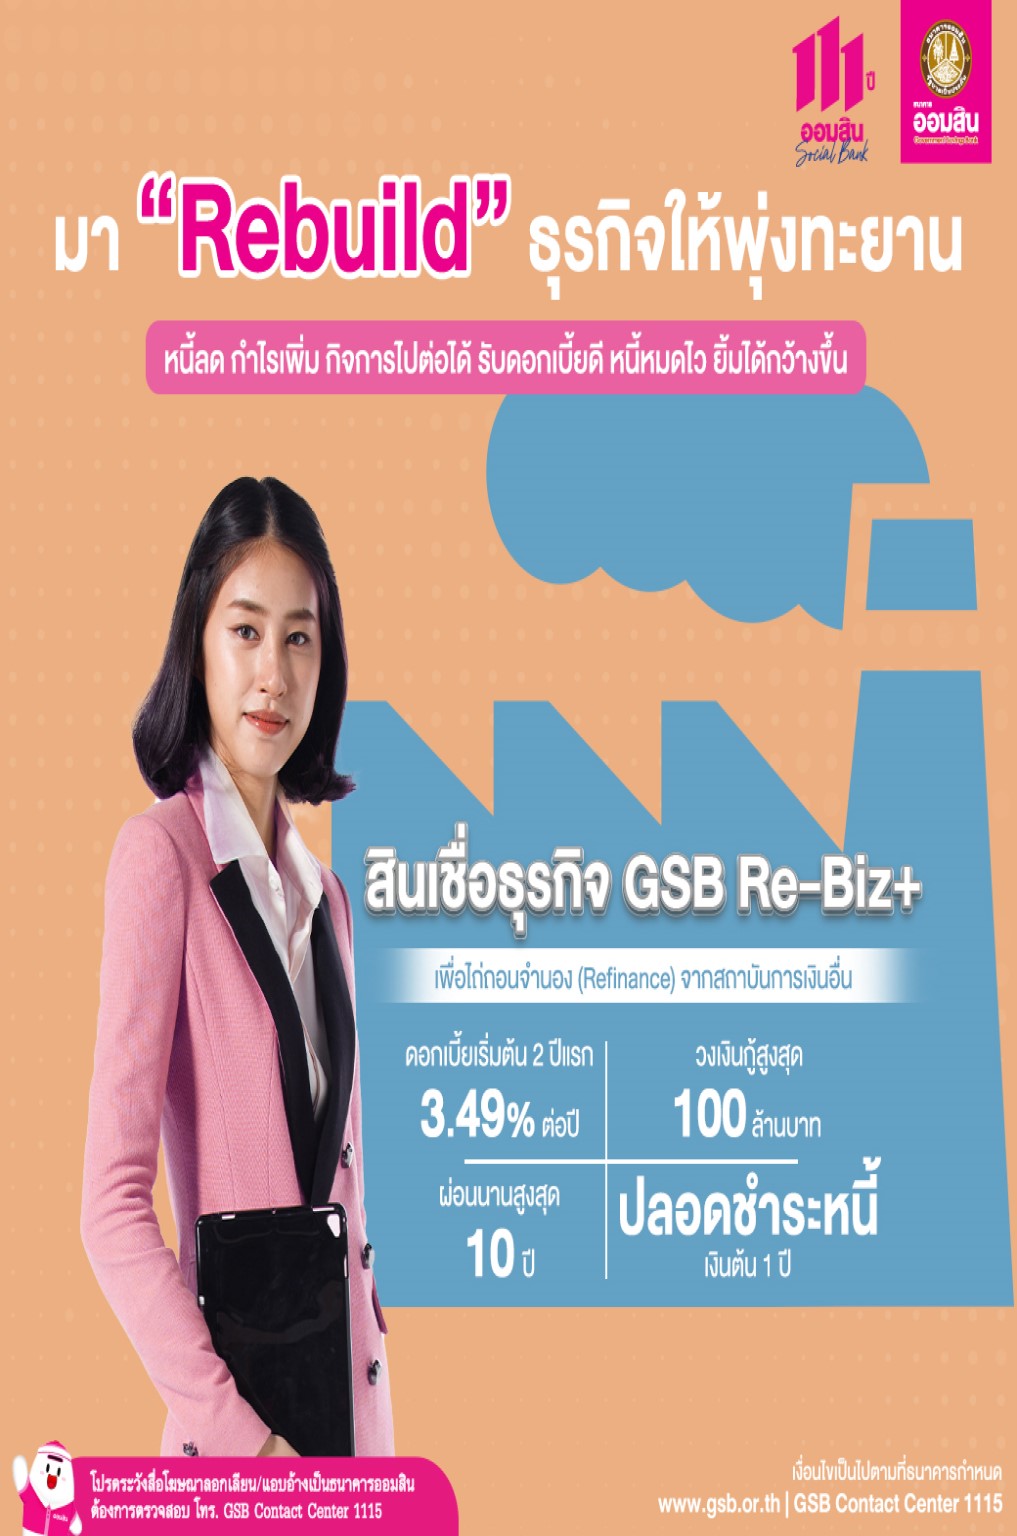 111 ปี
ออมสิน
Social Bank
ธนาคาร
ออมสิน
Government Savings Bank
มา “Rebuild” ธุรกิจให้พุ่งทะยาน
หนี้ลด กำไรเพิ่ม กิจการไปต่อได้ รับดอกเบี้ยดี หนี้หมดไว ยิ้มได้กว้างขึ้น
สินเชื่อธุรกิจ GSB Re-Biz+
เพื่อไถ่ถอนจำนอง (Refinance) จากสถาบันการเงินอื่น
ดอกเบี้ยเริ่มต้น 2 ปีแรก
3.49% ต่อปี
วงเงินกู้สูงสุด
100 ล้านบาท
ผ่อนนานสูงสุด
10 ปี
ปลอดชำระหนี้
เงินต้น 1 ปี
โปรดระวังสื่อโฆษณาลอกเลียน/แอบอ้างเป็นธนาคารออมสิน
ต้องการตรวจสอบ โทร. GSB Contact Center 1115
เงื่อนไขเป็นไปตามที่ธนาคารกำหนด
www.gsb.or.th | GSB Contact Center 1115